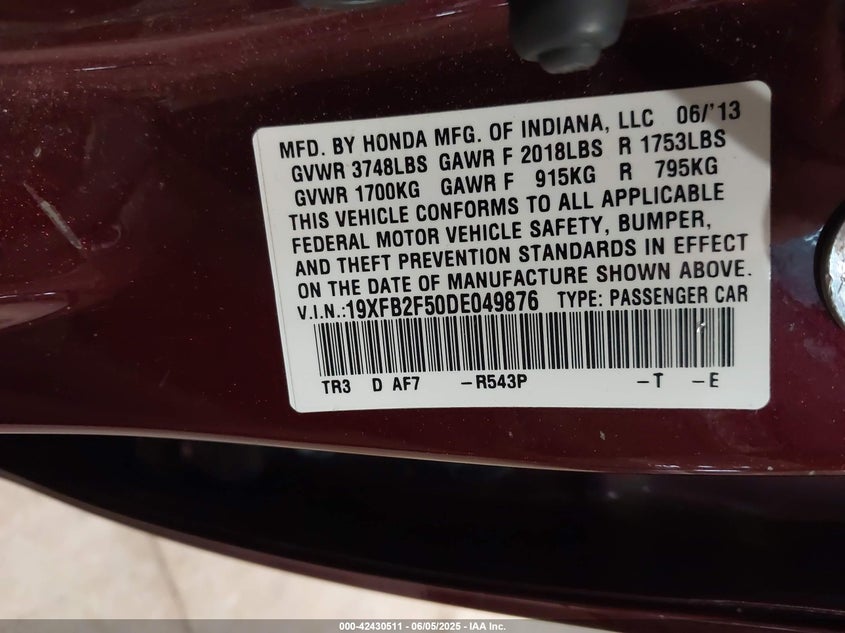 MFD. BY HONDA MFG. OF INDIANA, LLC 06/'13
GVWR 3748LBS GAWR F 2018LBS R 1753LBS
GVWR 1700KG GAWR F 915KG R 795KG
THIS VEHICLE CONFORMS TO ALL APPLICABLE
FEDERAL MOTOR VEHICLE SAFETY, BUMPER,
AND THEFT PREVENTION STANDARDS IN EFFECT
ON THE DATE OF MANUFACTURE SHOWN ABOVE.
V.I.N.:19XFB2F50DE049876 TYPE: PASSENGER CAR
TR3 D AF7 -R543P -T -E
000-42430511 - 06/05/2025 - IAA Inc.